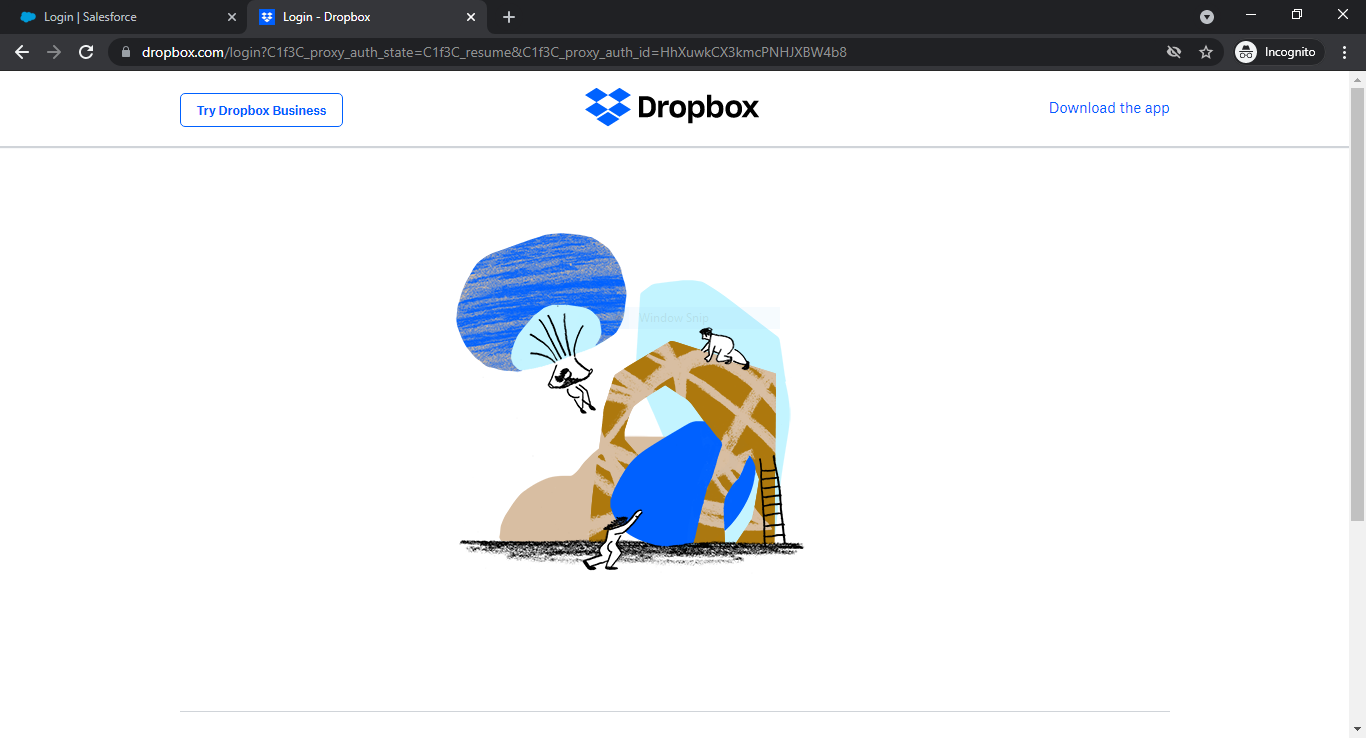 Login | Salesforce
Login - Dropbox
dropbox.com/login?C1f3C_proxy_auth_state=C1f3C_resume&C1f3C_proxy_auth_id=HhXuwkCX3kmcPNHJXBW4b8
Incognito
Try Dropbox Business
Dropbox
Download the app
Window Snip